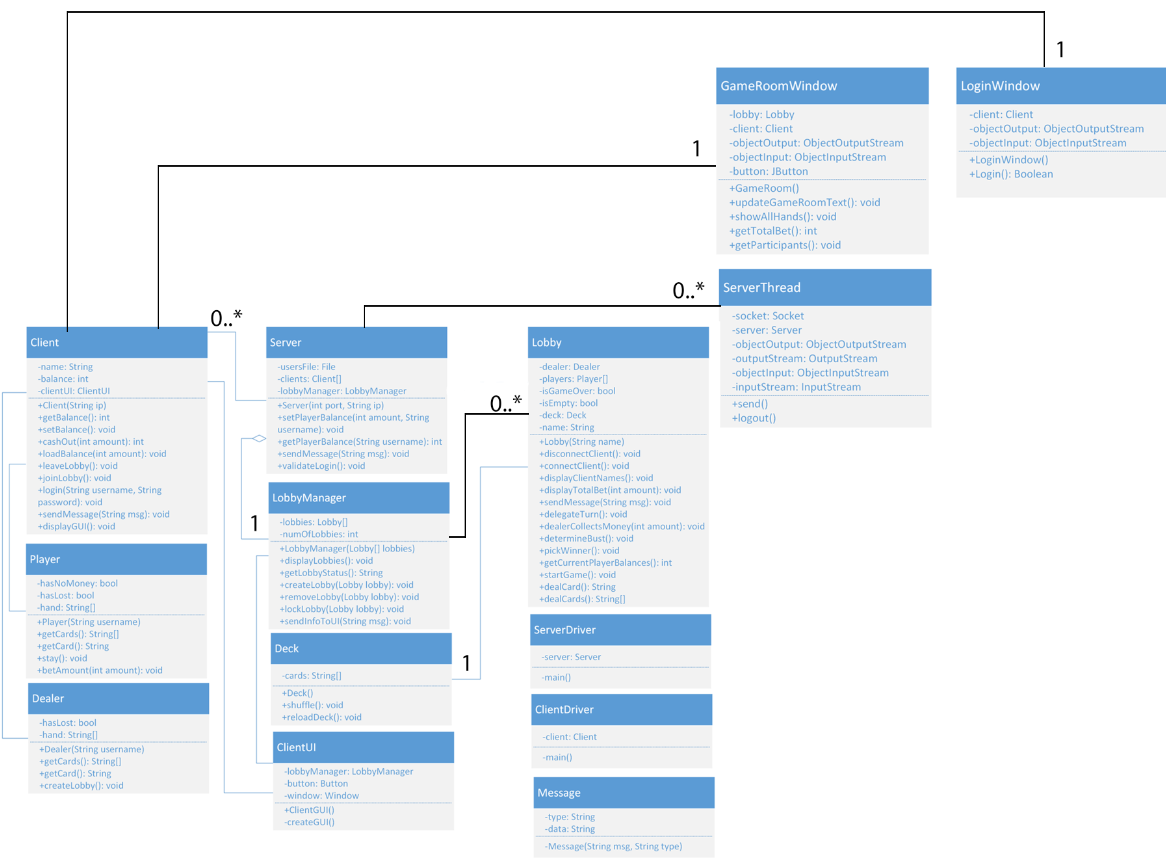 1
GameRoomWindow
-lobby: Lobby
-client: Client
-objectOutput: ObjectOutputStream
-objectInput: ObjectInputStream
-button: JButton
+GameRoom()
+updateGameRoomText(): void
+showAllHands(): void
+getTotalBet(): int
+getParticipants(): void
LoginWindow
-client: Client
-objectOutput: ObjectOutputStream
-objectInput: ObjectInputStream
+LoginWindow()
+Login(): Boolean
1
0..*
ServerThread
-socket: Socket
-server: Server
-objectOutput: ObjectOutputStream
-outputStream: OutputStream
-objectInput: ObjectInputStream
-inputStream: InputStream
+send()
+logout()
0..*
Client
-name: String
-balance: int
-clientUI: ClientUI
+Client(String ip)
+getBalance(): int
+setBalance(): void
+cashOut(int amount): int
+loadBalance(int amount): void
+leaveLobby(): void
+joinLobby(): void
+login(String username, String
password): void
+sendMessage(String msg): void
+displayGUI(): void
Player
-hasNoMoney: bool
-hasLost: bool
-hand: String[]
+Player(String username)
+getCards(): String[]
+getCard(): String
+stay(): void
+betAmount(int amount): void
Dealer
-hasLost: bool
-hand: String[]
+Dealer(String username)
+getCards(): String[]
+getCard(): String
+createLobby(): void
Server
-usersFile: File
-clients: Client[]
-lobbyManager: LobbyManager
+Server(int port, String ip)
+setPlayerBalance(int amount, String
username): void
+getPlayerBalance(String username): int
+sendMessage(String msg): void
+validateLogin(): void
1
LobbyManager
-lobbies: Lobby[]
-numOfLobbies: int
+LobbyManager(Lobby[] lobbies)
+displayLobbies(): void
+getLobbyStatus(): String
+createLobby(Lobby lobby): void
+removeLobby(Lobby lobby): void
+lockLobby(Lobby lobby): void
+sendInfoToUI(String msg): void
Deck
-cards: String[]
+Deck()
+shuffle(): void
+reloadDeck(): void
1
ClientUI
-lobbyManager: LobbyManager
-button: Button
-window: Window
+ClientGUI()
-createGUI()
0..*
Lobby
-dealer: Dealer
-players: Player[]
-isGameOver: bool
-isEmpty: bool
-deck: Deck
-name: String
+Lobby(String name)
+disconnectClient(): void
+connectClient(): void
+displayClientNames(): void
+displayTotalBet(int amount): void
+sendMessage(String msg): void
+delegateTurn(): void
+dealerCollectsMoney(int amount): void
+determineBust(): void
+pickWinner(): void
+getCurrentPlayerBalances(): int
+startGame(): void
+dealCard(): String
+dealCards(): String[]
ServerDriver
-server: Server
-main()
ClientDriver
-client: Client
-main()
Message
-type: String
-data: String
-Message(String msg, String type)